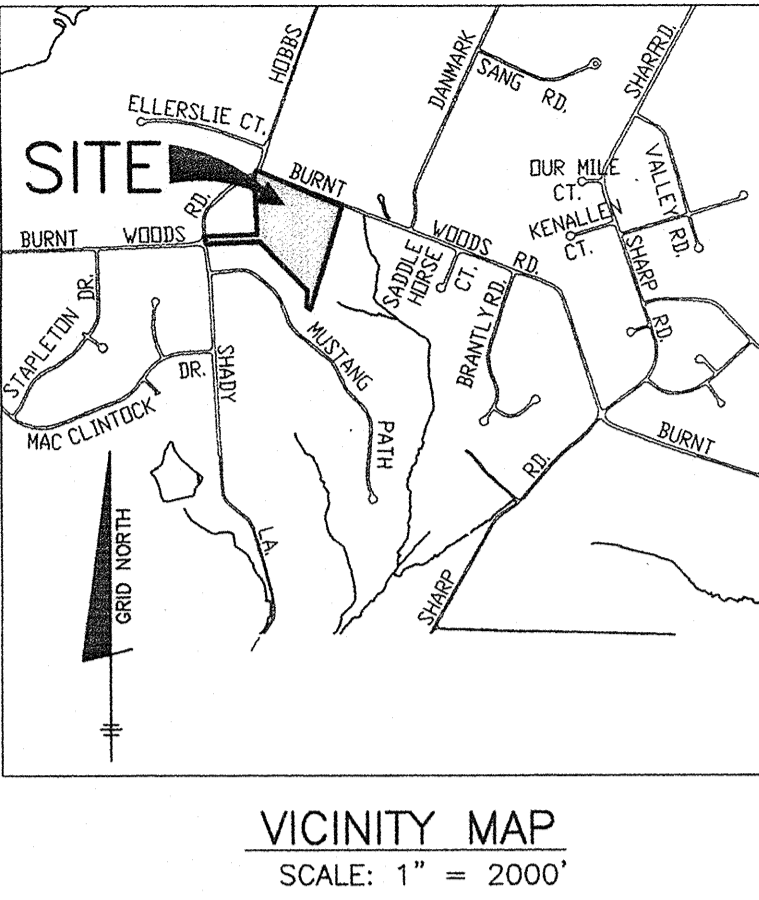 HOBBS
DANMARK
SANG RD.
SHARP RD.
ELLERSLIE CT.
SITE
RD.
BURNT
OUR MILE
CT.
VALLEY RD.
KENALLEN
CT.
BURNT WOODS
WOODS RD.
SADDLE
HORSE
CT.
SHARP RD.
STAPLETON DR.
BRANTLY RD.
MUSTANG PATH
SHADY LA.
MAC CLINTOCK DR.
BURNT
RD.
SHARP
GRID NORTH
VICINITY MAP
SCALE: 1" = 2000'